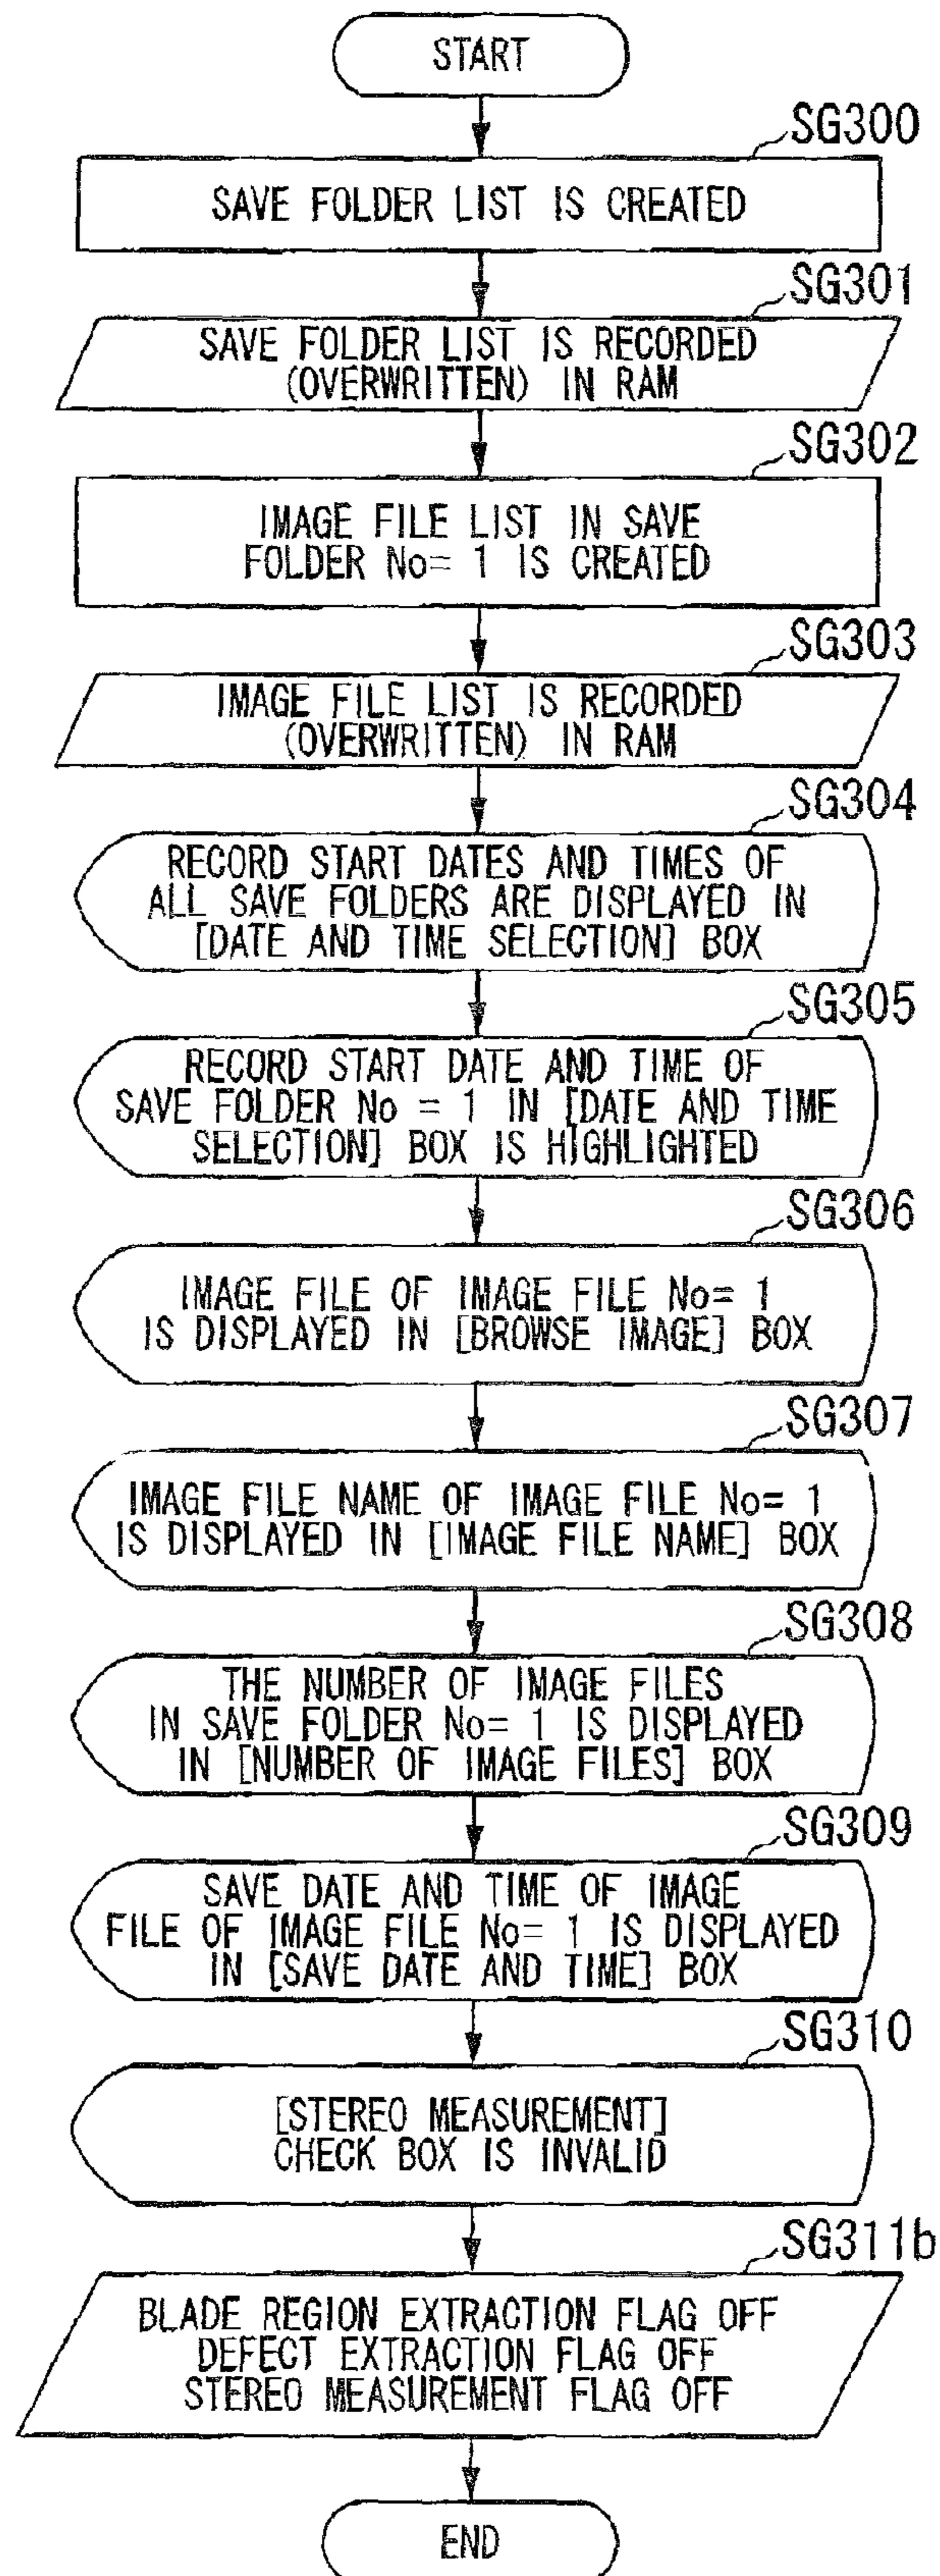 START
SG300
SAVE FOLDER LIST IS CREATED
SG301
SAVE FOLDER LIST IS RECORDED
(OVERWRITTEN) IN RAM
SG302
IMAGE FILE LIST IN SAVE
FOLDER No= 1 IS CREATED
SG303
IMAGE FILE LIST IS RECORDED
(OVERWRITTEN) IN RAM
SG304
RECORD START DATES AND TIMES OF
ALL SAVE FOLDERS ARE DISPLAYED IN
[DATE AND TIME SELECTION] BOX
SG305
RECORD START DATE AND TIME OF
SAVE FOLDER No = 1 IN [DATE AND TIME
SELECTION] BOX IS HIGHLIGHTED
SG306
IMAGE FILE OF IMAGE FILE No= 1
IS DISPLAYED IN [BROWSE IMAGE] BOX
SG307
IMAGE FILE NAME OF IMAGE FILE No= 1
IS DISPLAYED IN [IMAGE FILE NAME] BOX
SG308
THE NUMBER OF IMAGE FILES
IN SAVE FOLDER No= 1 IS DISPLAYED
IN [NUMBER OF IMAGE FILES] BOX
SG309
SAVE DATE AND TIME OF IMAGE
FILE OF IMAGE FILE No= 1 IS DISPLAYED
IN [SAVE DATE AND TIME] BOX
SG310
[STEREO MEASUREMENT]
CHECK BOX IS INVALID
SG311b
BLADE REGION EXTRACTION FLAG OFF
DEFECT EXTRACTION FLAG OFF
STEREO MEASUREMENT FLAG OFF
END